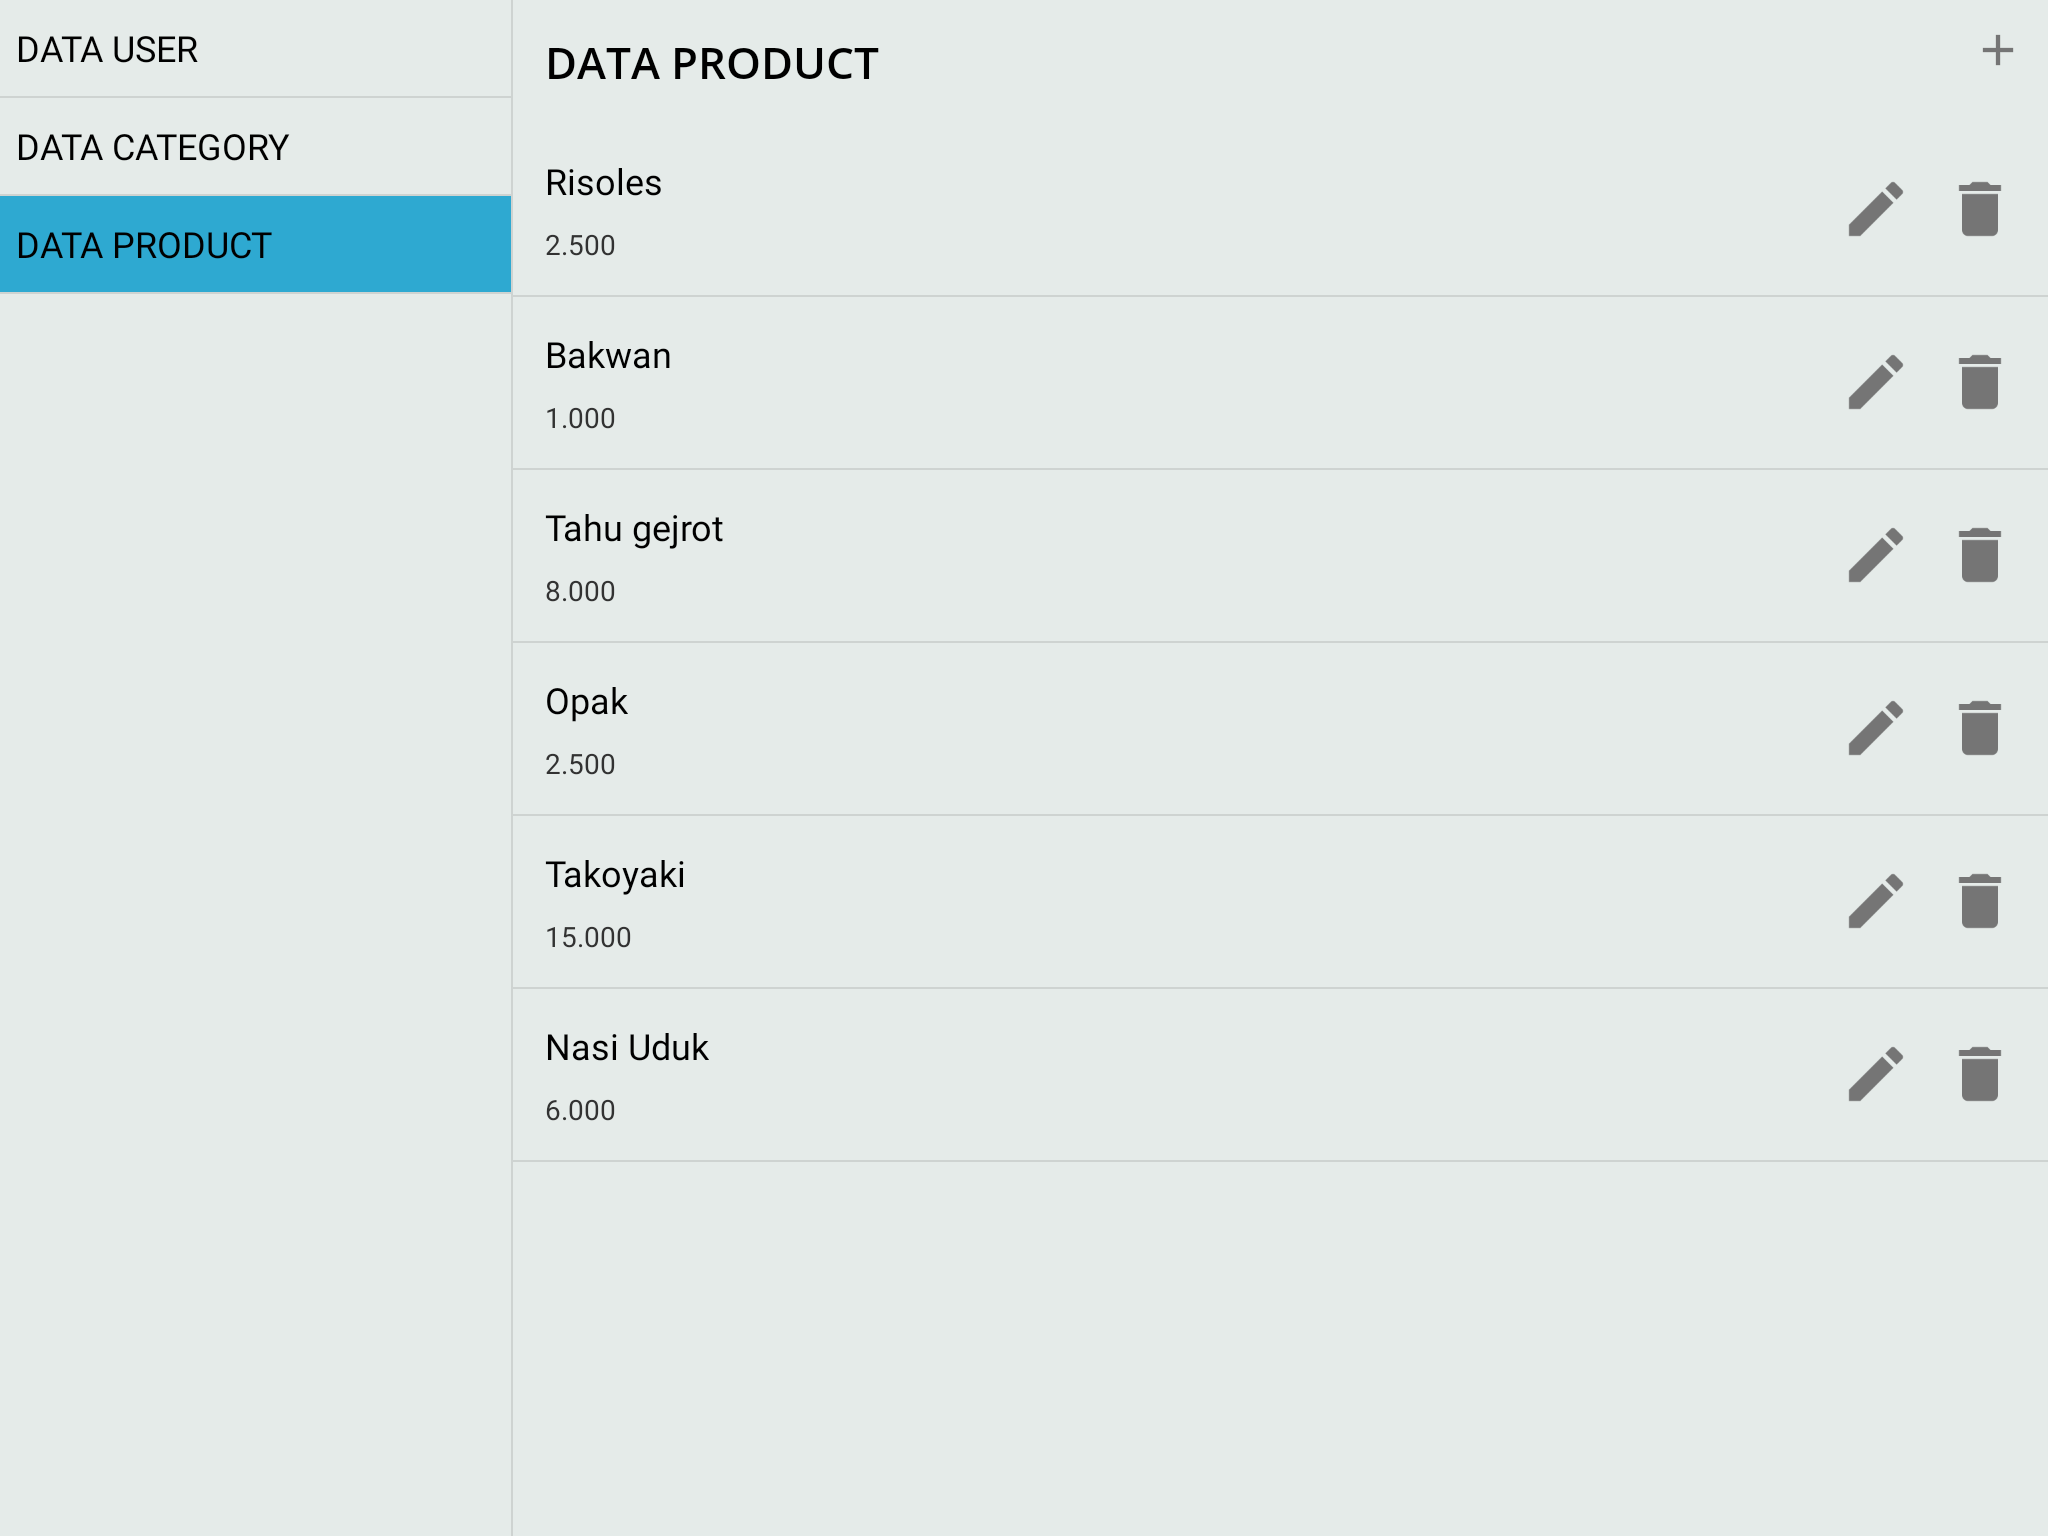 DATA USER
DATA CATEGORY
DATA PRODUCT
DATA PRODUCT
Risoles
2.500
Bakwan
1.000
Tahu gejrot
8.000
Opak
2.500
Takoyaki
15.000
Nasi Uduk
6.000